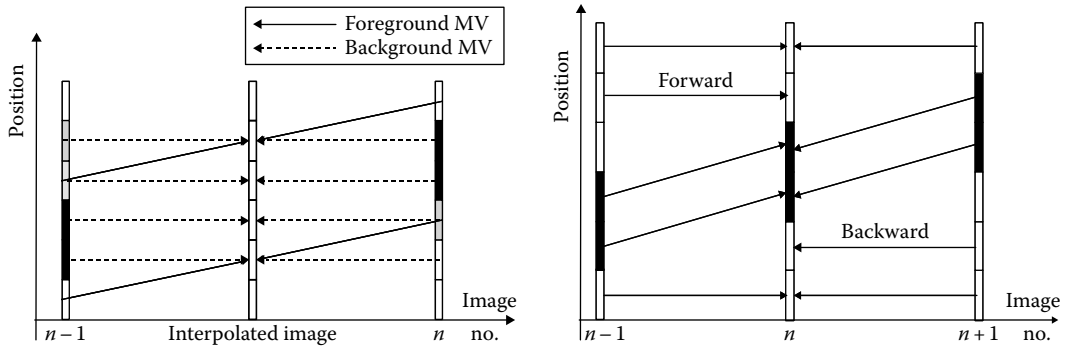 Foreground MV
Background MV
Position
Image
n – 1
Interpolated image
n
no.
Position
Forward
Backward
Image
n – 1
n
n + 1
no.